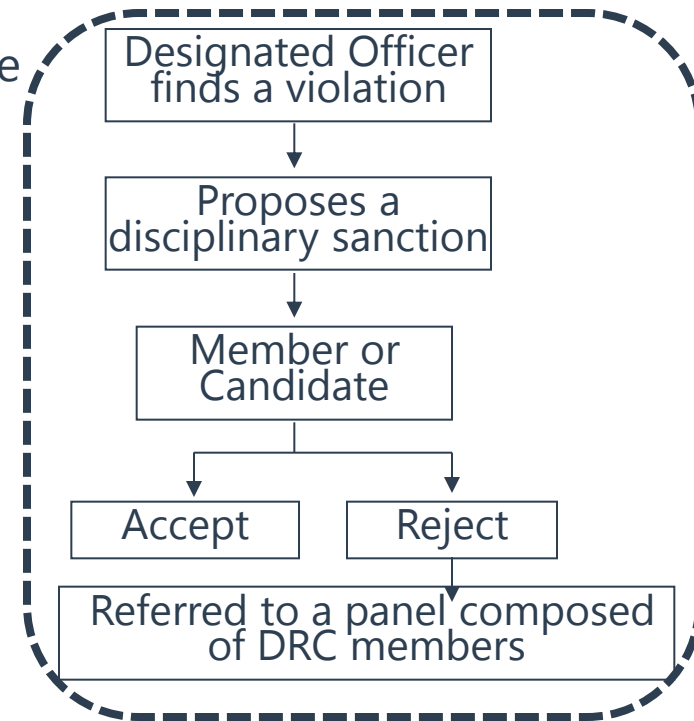 e
Designated Officer
finds a violation
Proposes a
disciplinary sanction
Member or
Candidate
Accept
Reject
Referred to a panel composed
of DRC members